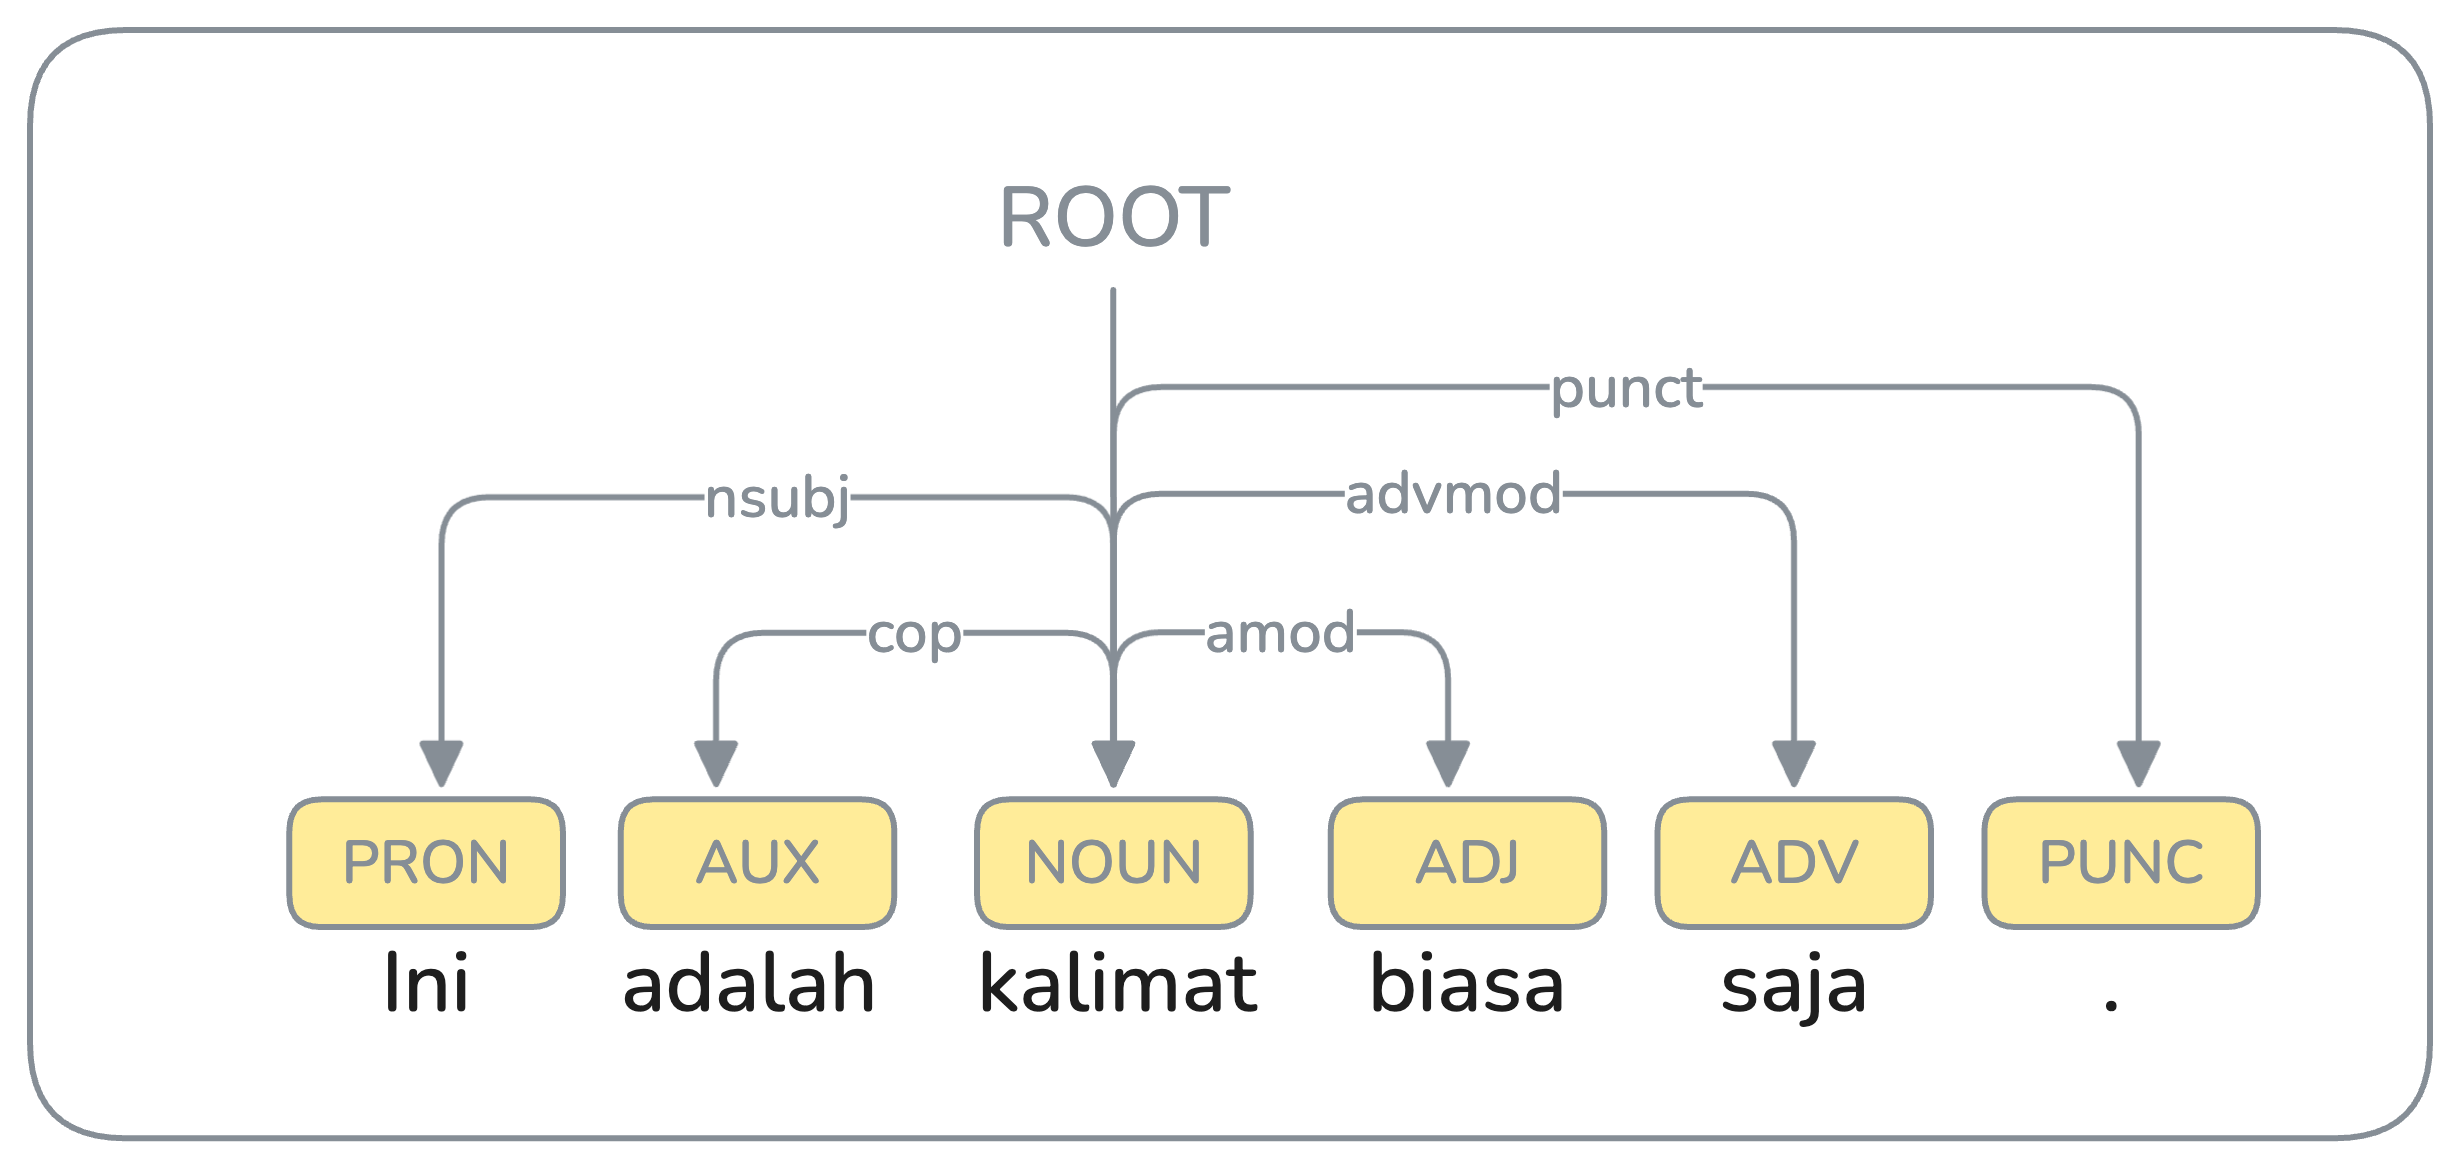 ROOT
punct
nsubj advmod
cop amod
PRON AUX NOUN ADJ ADV PUNC
Ini adalah kalimat biasa saja .